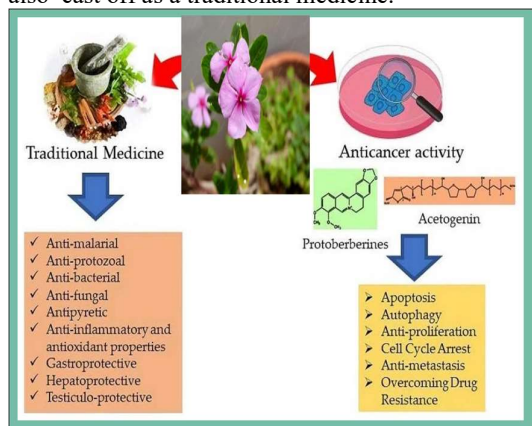 also cast off as a traditional medicine.
Traditional Medicine
Anticancer activity
Protoberberines
Acetogenin
✓ Anti-malarial
✓ Anti-protozoal
✓ Anti-bacterial
✓ Anti-fungal
✓ Antipyretic
✓ Anti-inflammatory and
antioxidant properties
✓ Gastroprotective
✓ Hepatoprotective
✓ Testiculo-protective
➤ Apoptosis
➤ Autophagy
➤ Anti-proliferation
➤ Cell Cycle Arrest
➤ Anti-metastasis
➤ Overcoming Drug
Resistance